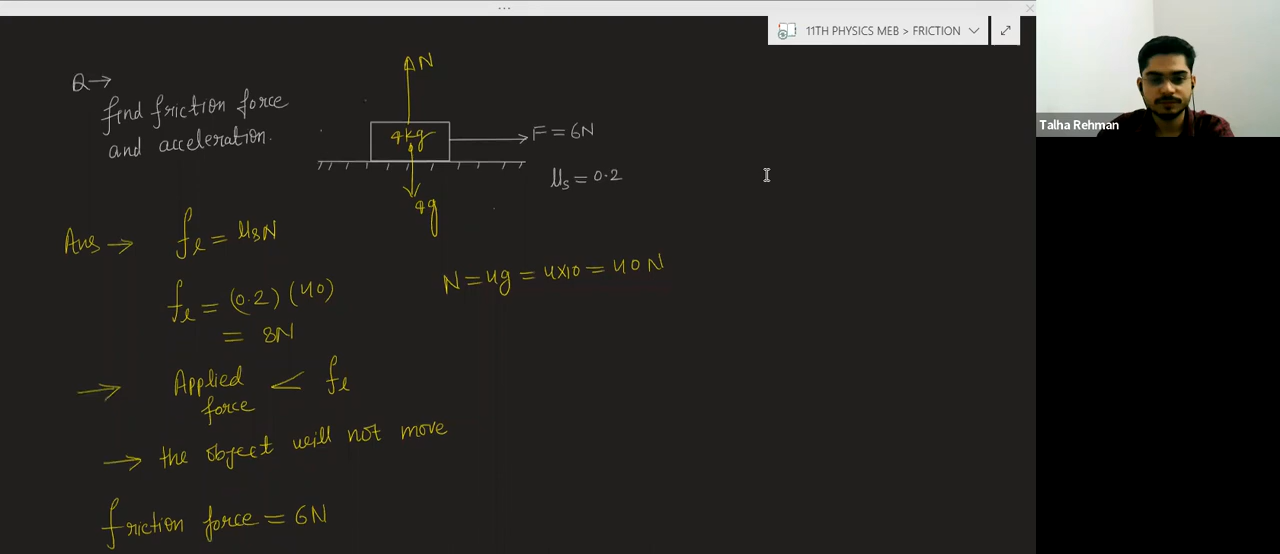 11TH PHYSICS MEB > FRICTION
Talha Rehman
Q→
find friction force
and acceleration.
N
4kg
F = 6N
μs = 0.2
4g
Ans → fl = μsN
N = 4g = 4×10 = 40 N
fl = (0.2) (40)
= 8N
→ Applied force < fl
→ the object will not move
friction force = 6N